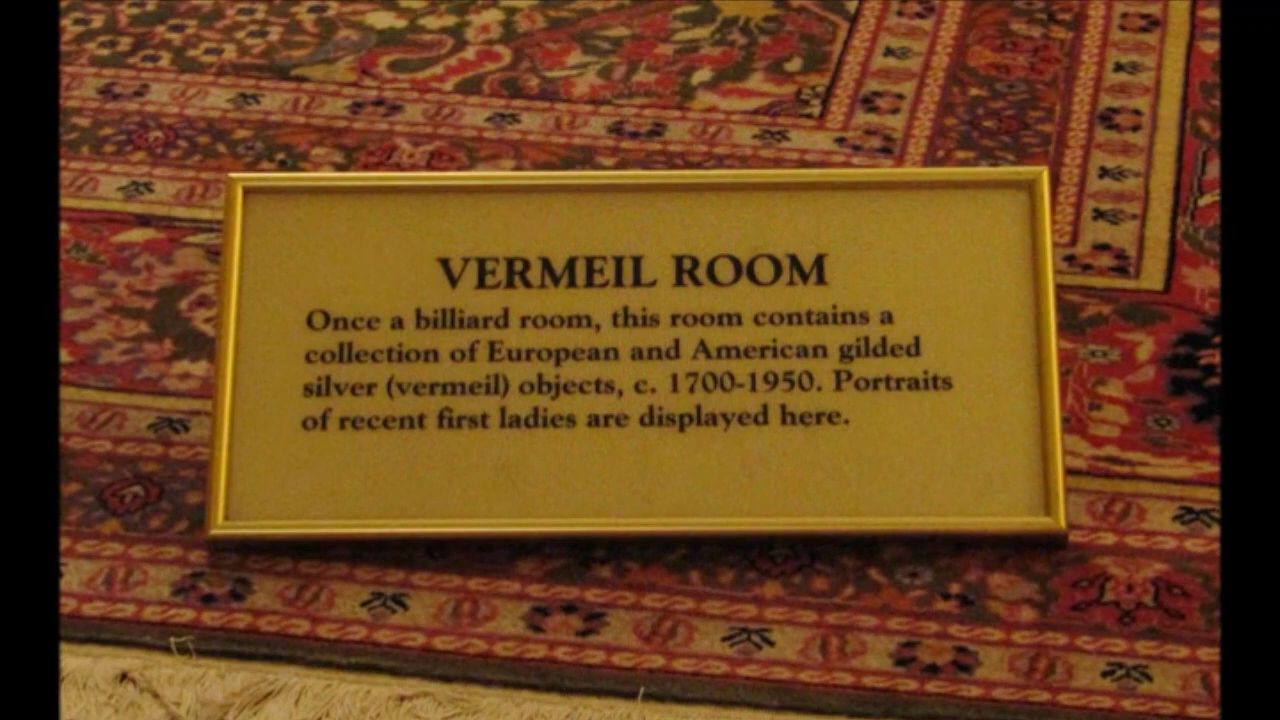 VERMEIL ROOM
Once a billiard room, this room contains a
collection of European and American gilded
silver (vermeil) objects, c. 1700-1950. Portraits
of recent first ladies are displayed here.